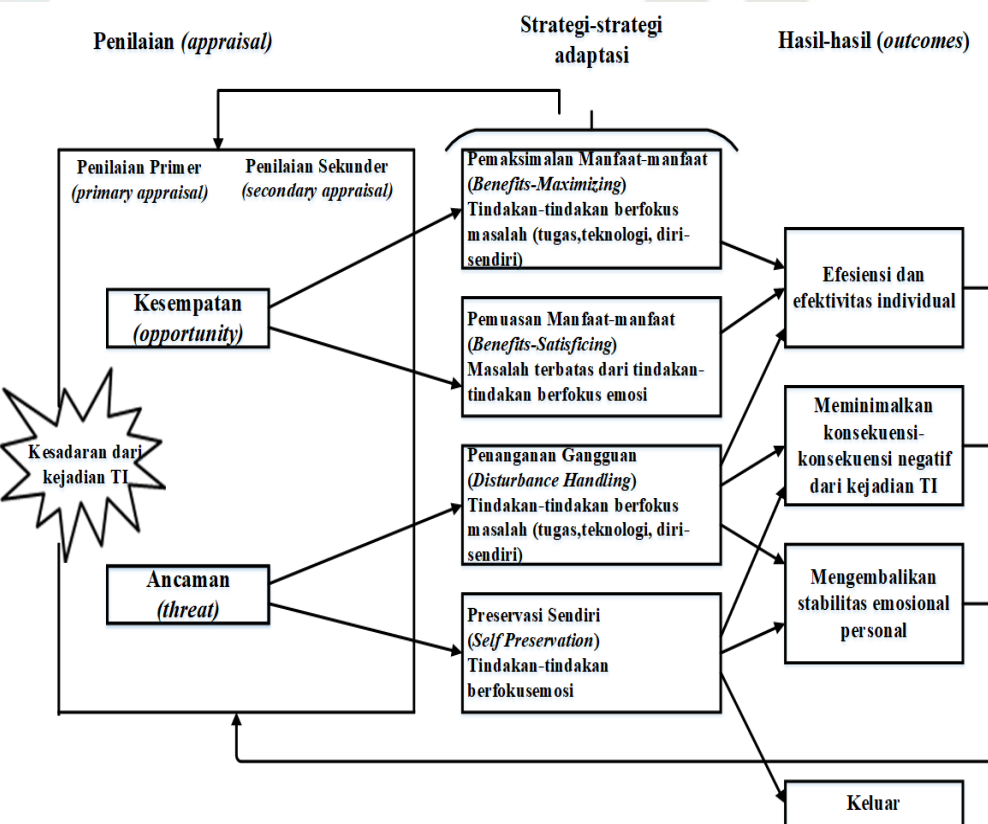 Penilaian (appraisal)
Strategi-strategi
adaptasi
Hasil-hasil (outcomes)
Penilaian Primer
(primary appraisal)
Penilaian Sekunder
(secondary appraisal)
Kesempatan
(opportunity)
Kesadaran dari
kejadian TI
Ancaman
(threat)
Pemaksimalan Manfaat-manfaat
(Benefits-Maximizing)
Tindakan-tindakan berfokus
masalah (tugas,teknologi, diri-
sendiri)
Pemuasan Manfaat-manfaat
(Benefits-Satisficing)
Masalah terbatas dari tindakan-
tindakan berfokus emosi
Penanganan Gangguan
(Disturbance Handling)
Tindakan-tindakan berfokus
masalah (tugas,teknologi, diri-
sendiri)
Preservasi Sendiri
(Self Preservation)
Tindakan-tindakan
berfokusemosi
Efesiensi dan
efektivitas individual
Meminimalkan
konsekuensi-
konsekuensi negatif
dari kejadian TI
Mengembalikan
stabilitas emosional
personal
Keluar